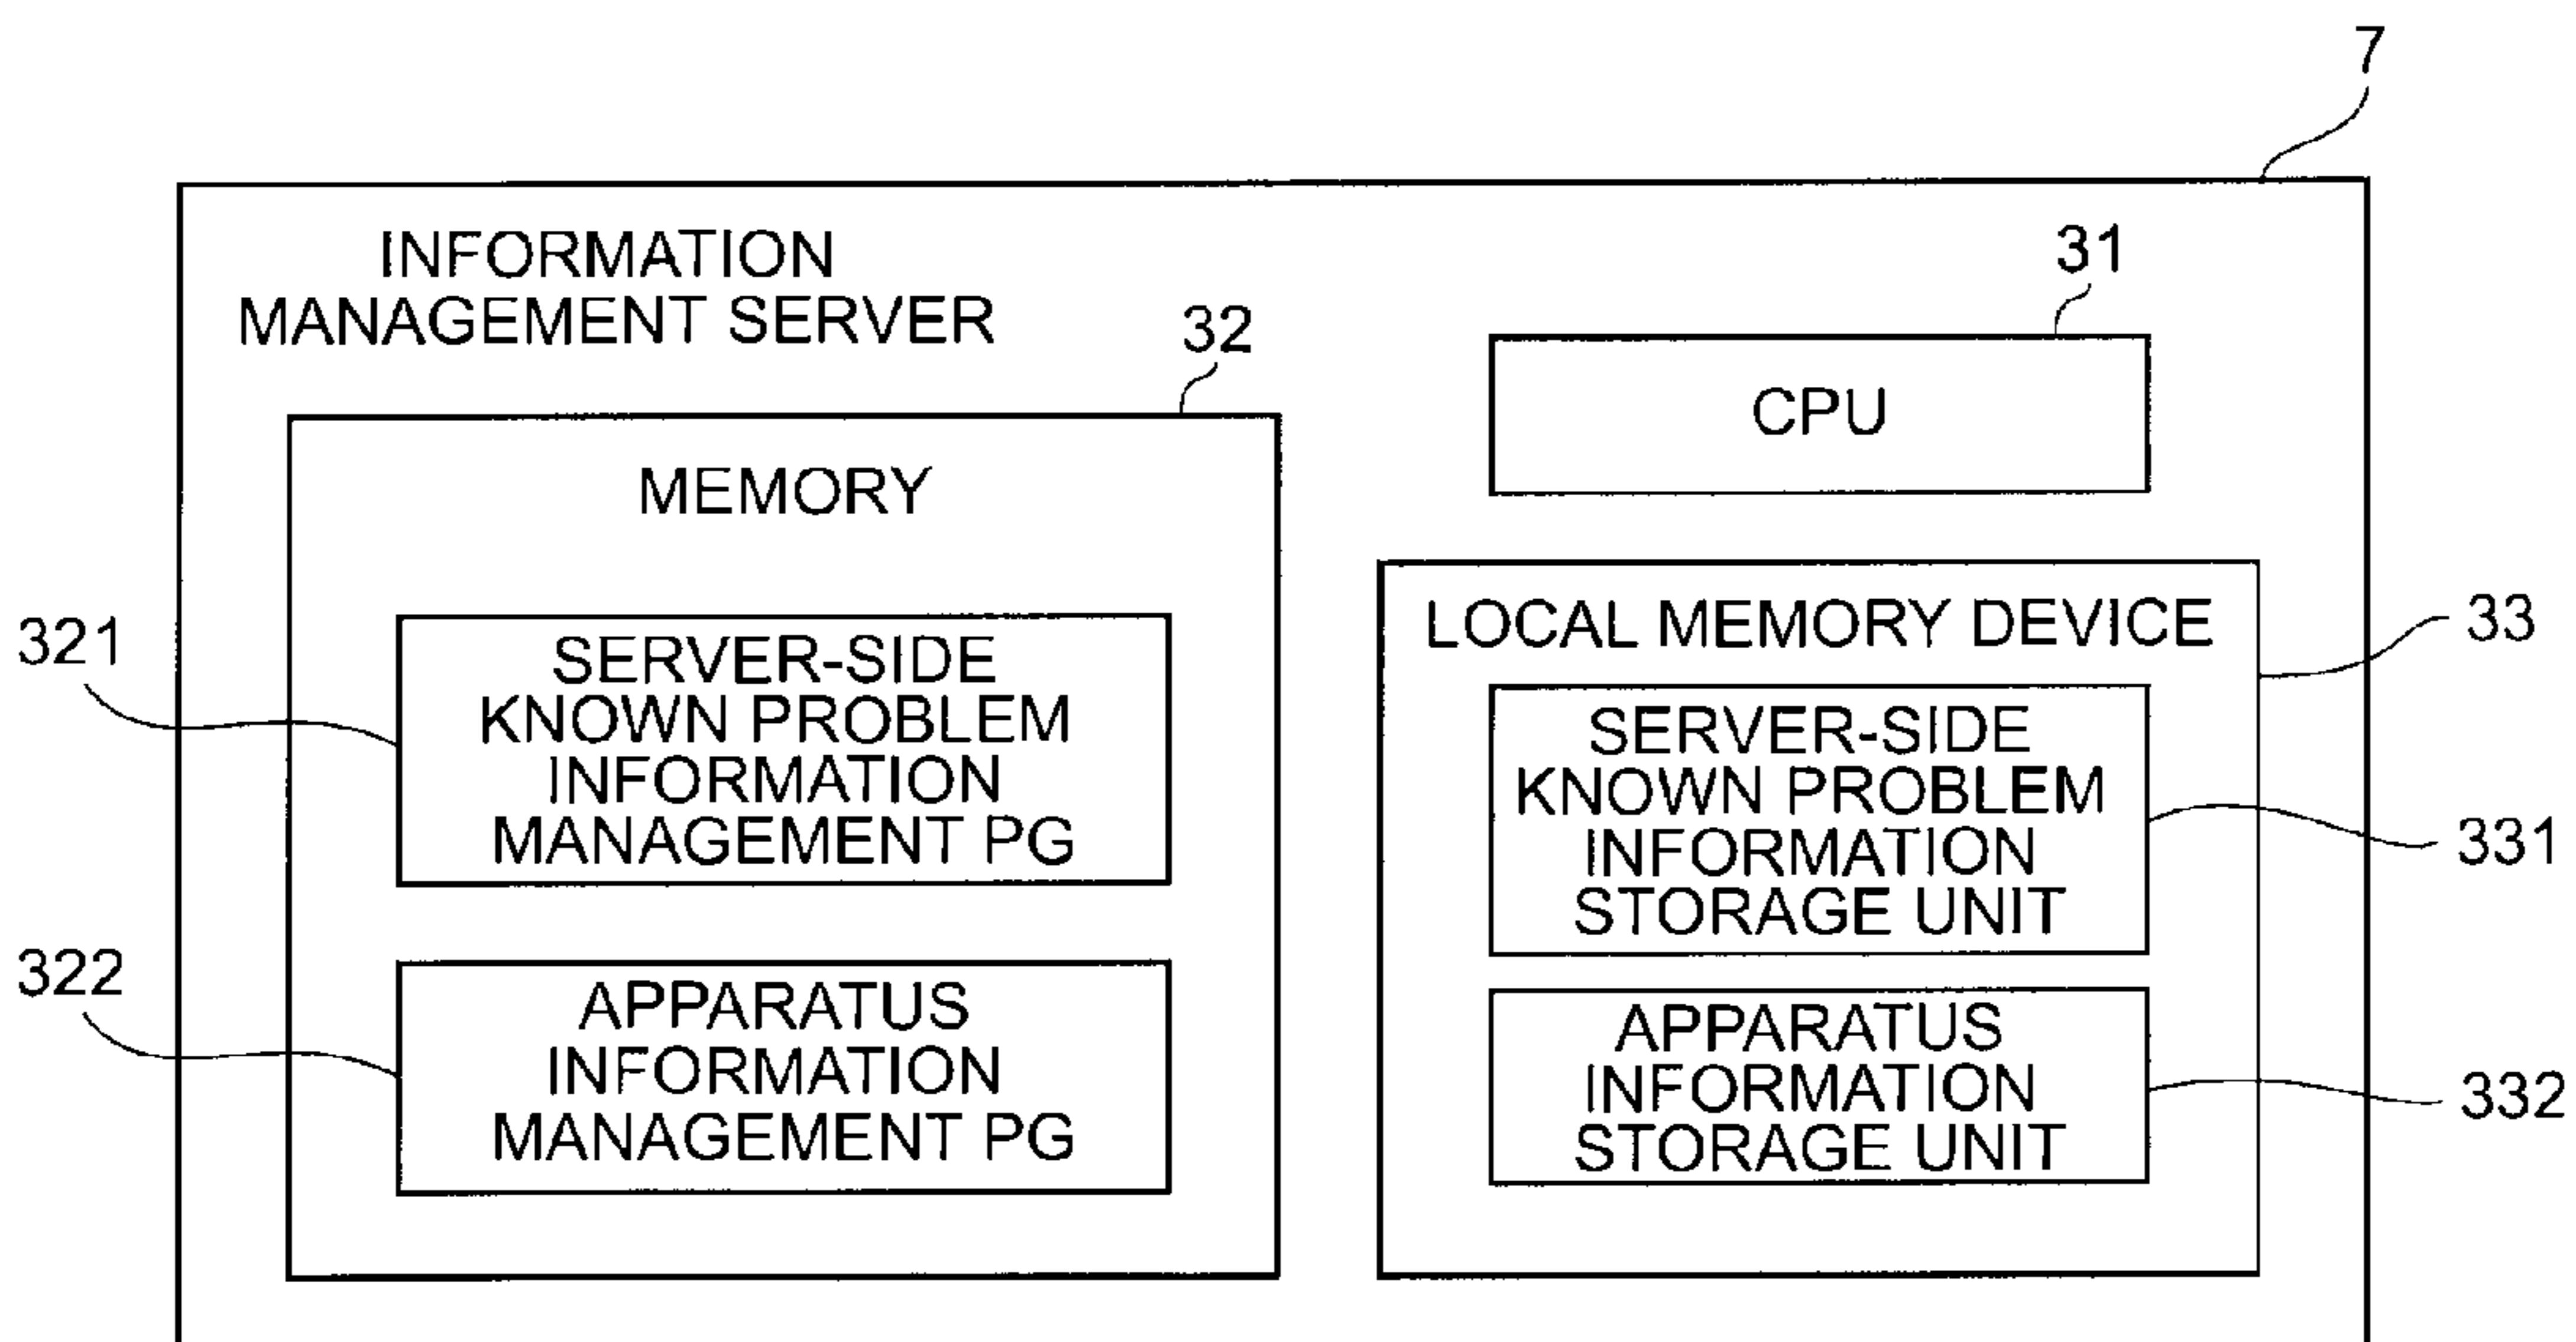 7
INFORMATION
MANAGEMENT SERVER
31
32
CPU
MEMORY
321
SERVER-SIDE
KNOWN PROBLEM
INFORMATION
MANAGEMENT PG
322
APPARATUS
INFORMATION
MANAGEMENT PG
LOCAL MEMORY DEVICE
33
SERVER-SIDE
KNOWN PROBLEM
INFORMATION
STORAGE UNIT
331
APPARATUS
INFORMATION
STORAGE UNIT
332